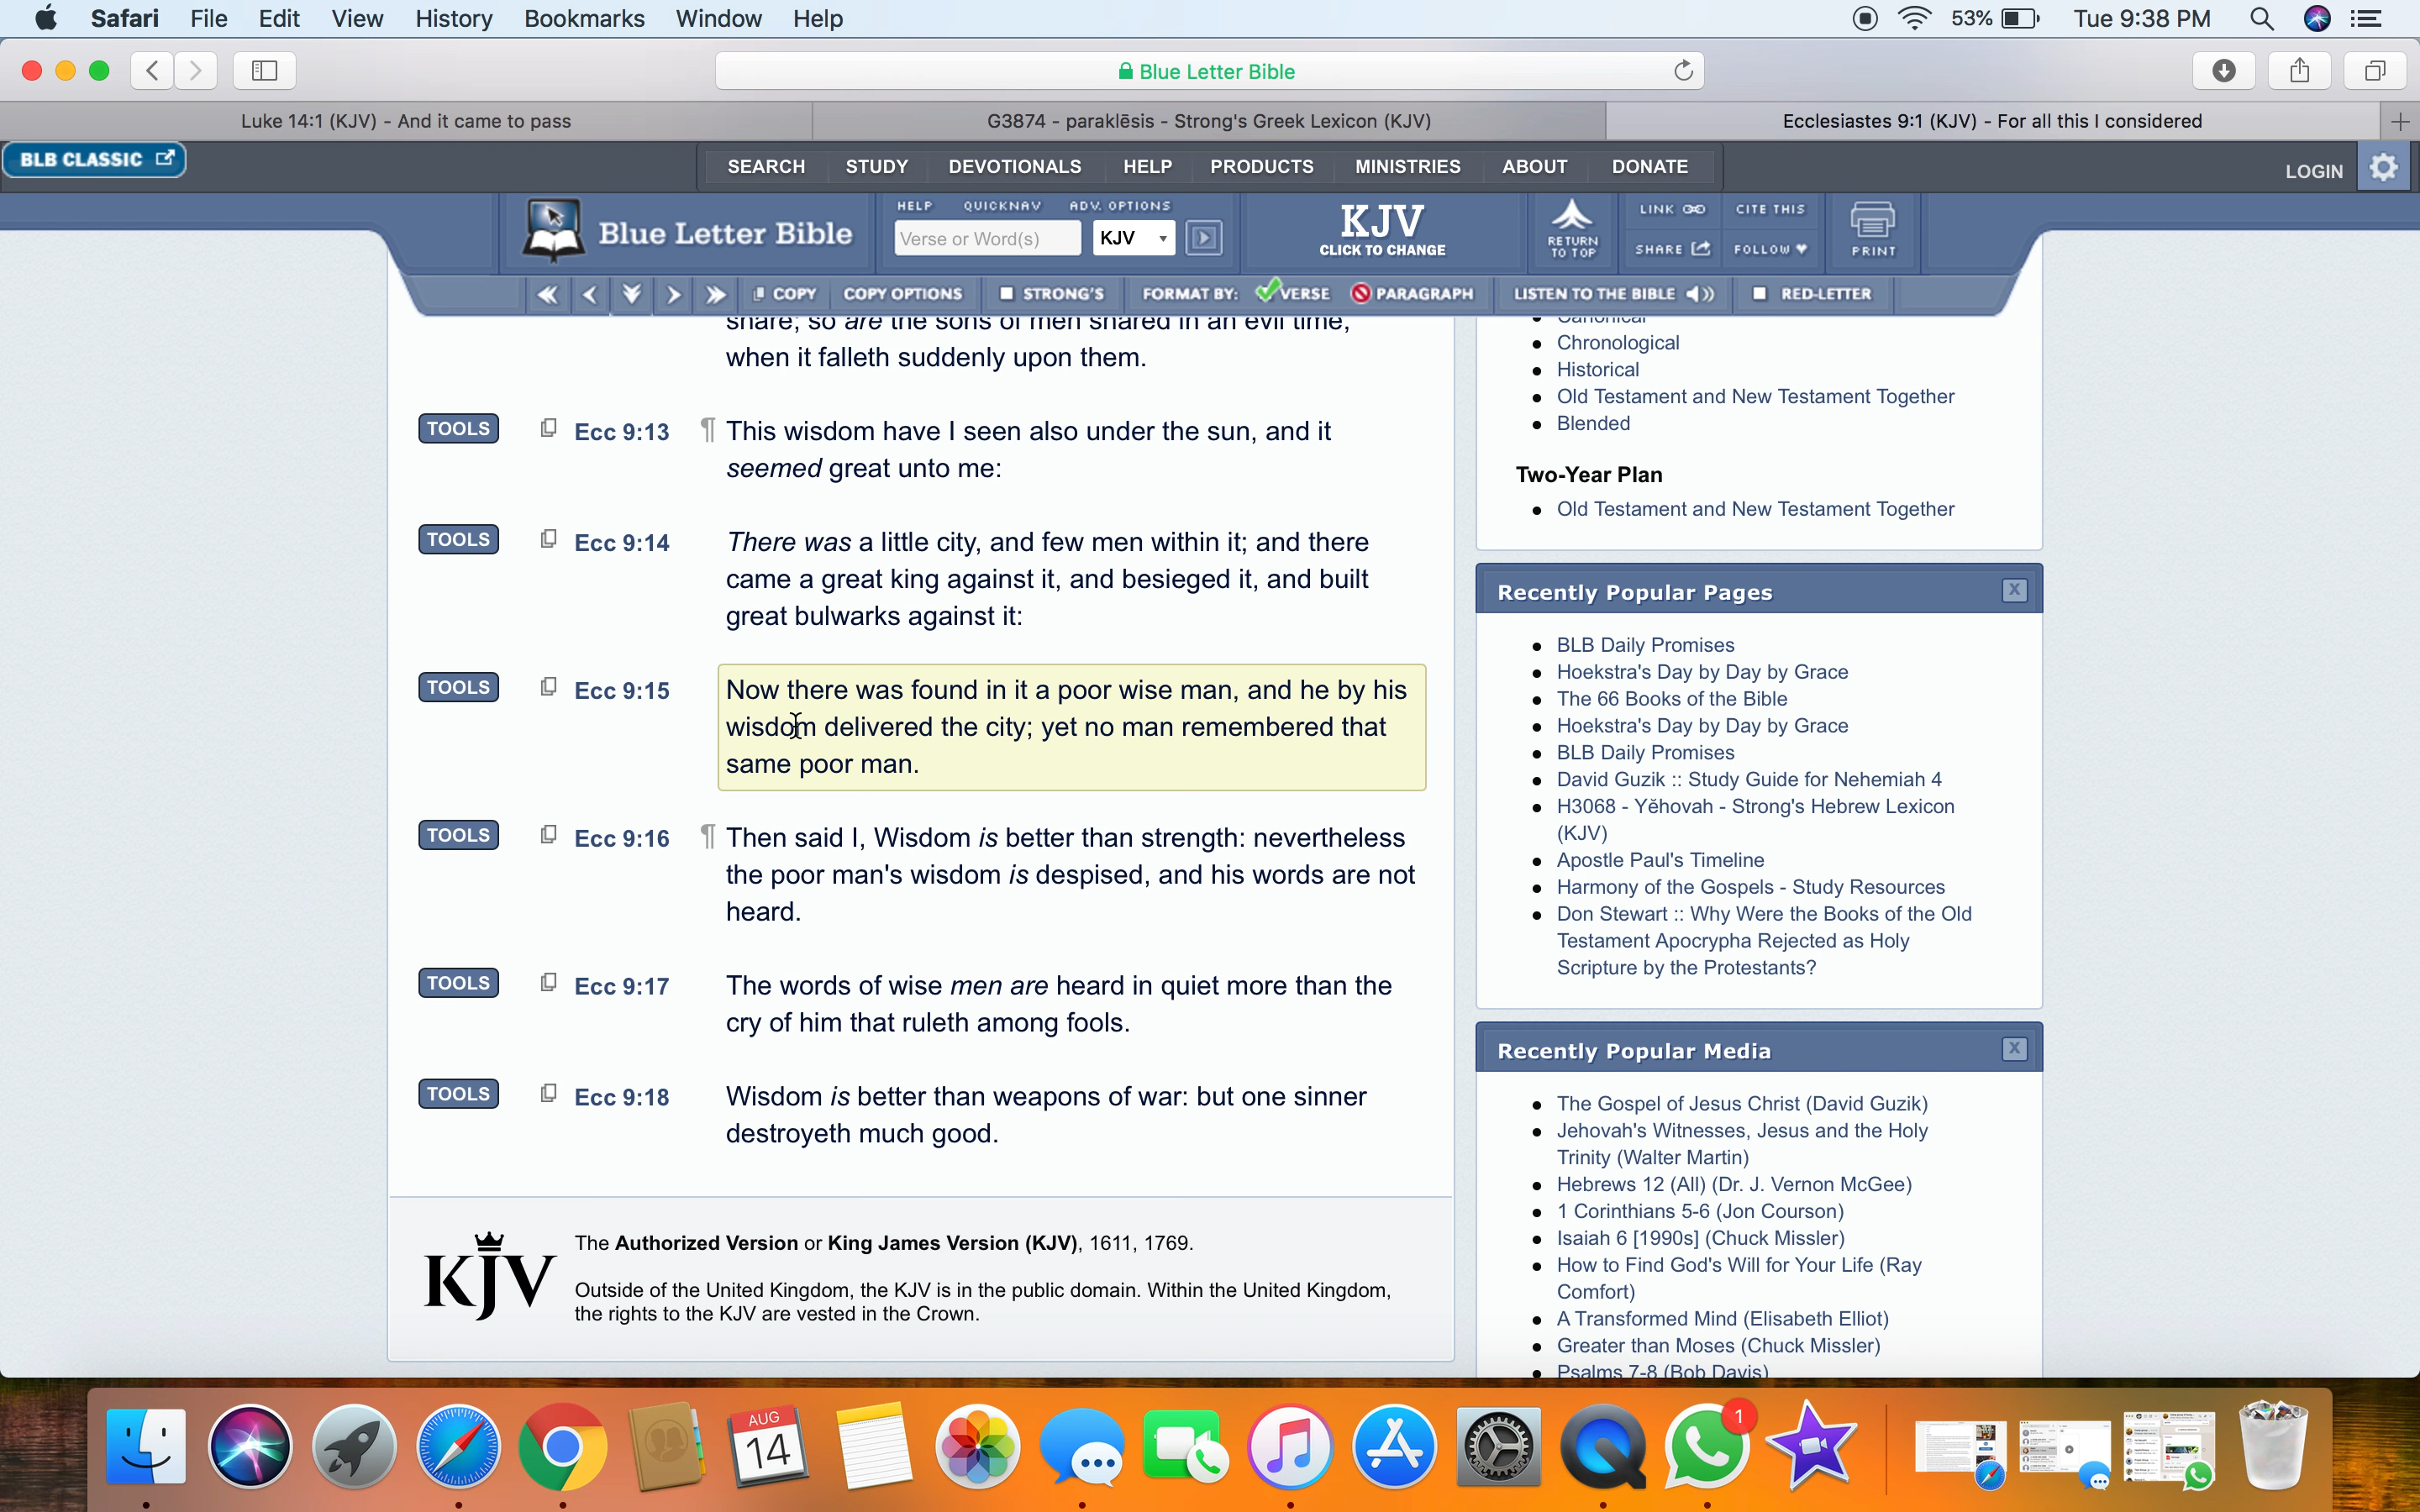 Safari File Edit View History Bookmarks Window Help
53% Tue 9:38 PM
Blue Letter Bible
Luke 14:1 (KJV) - And it came to pass
G3874 - paraklēsis - Strong's Greek Lexicon (KJV)
Ecclesiastes 9:1 (KJV) - For all this I considered
BLB CLASSIC
SEARCH STUDY DEVOTIONALS HELP PRODUCTS MINISTRIES ABOUT DONATE
LOGIN
Blue Letter Bible
HELP QUICKNAV ADV. OPTIONS
Verse or Word(s) KJV
KJV
CLICK TO CHANGE
RETURN
TO TOP
LINK CITE THIS
SHARE FOLLOW
PRINT
COPY COPY OPTIONS STRONG'S FORMAT BY: VERSE PARAGRAPH LISTEN TO THE BIBLE RED-LETTER
snare; so are the sons of men snared in an evil time,
when it falleth suddenly upon them.
TOOLS Ecc 9:13 ¶ This wisdom have I seen also under the sun, and it
seemed great unto me:
TOOLS Ecc 9:14 There was a little city, and few men within it; and there
came a great king against it, and besieged it, and built
great bulwarks against it:
TOOLS Ecc 9:15 Now there was found in it a poor wise man, and he by his
wisdom delivered the city; yet no man remembered that
same poor man.
TOOLS Ecc 9:16 ¶ Then said I, Wisdom is better than strength: nevertheless
the poor man's wisdom is despised, and his words are not
heard.
TOOLS Ecc 9:17 The words of wise men are heard in quiet more than the
cry of him that ruleth among fools.
TOOLS Ecc 9:18 Wisdom is better than weapons of war: but one sinner
destroyeth much good.
KJV
The Authorized Version or King James Version (KJV), 1611, 1769.
Outside of the United Kingdom, the KJV is in the public domain. Within the United Kingdom,
the rights to the KJV are vested in the Crown.
Canonical
Chronological
Historical
Old Testament and New Testament Together
Blended
Two-Year Plan
Old Testament and New Testament Together
Recently Popular Pages X
BLB Daily Promises
Hoekstra's Day by Day by Grace
The 66 Books of the Bible
Hoekstra's Day by Day by Grace
BLB Daily Promises
David Guzik :: Study Guide for Nehemiah 4
H3068 - Yĕhovah - Strong's Hebrew Lexicon
(KJV)
Apostle Paul's Timeline
Harmony of the Gospels - Study Resources
Don Stewart :: Why Were the Books of the Old
Testament Apocrypha Rejected as Holy
Scripture by the Protestants?
Recently Popular Media X
The Gospel of Jesus Christ (David Guzik)
Jehovah's Witnesses, Jesus and the Holy
Trinity (Walter Martin)
Hebrews 12 (All) (Dr. J. Vernon McGee)
1 Corinthians 5-6 (Jon Courson)
Isaiah 6 [1990s] (Chuck Missler)
How to Find God's Will for Your Life (Ray
Comfort)
A Transformed Mind (Elisabeth Elliot)
Greater than Moses (Chuck Missler)
Psalms 7-8 (Bob Davis)
AUG
14
1